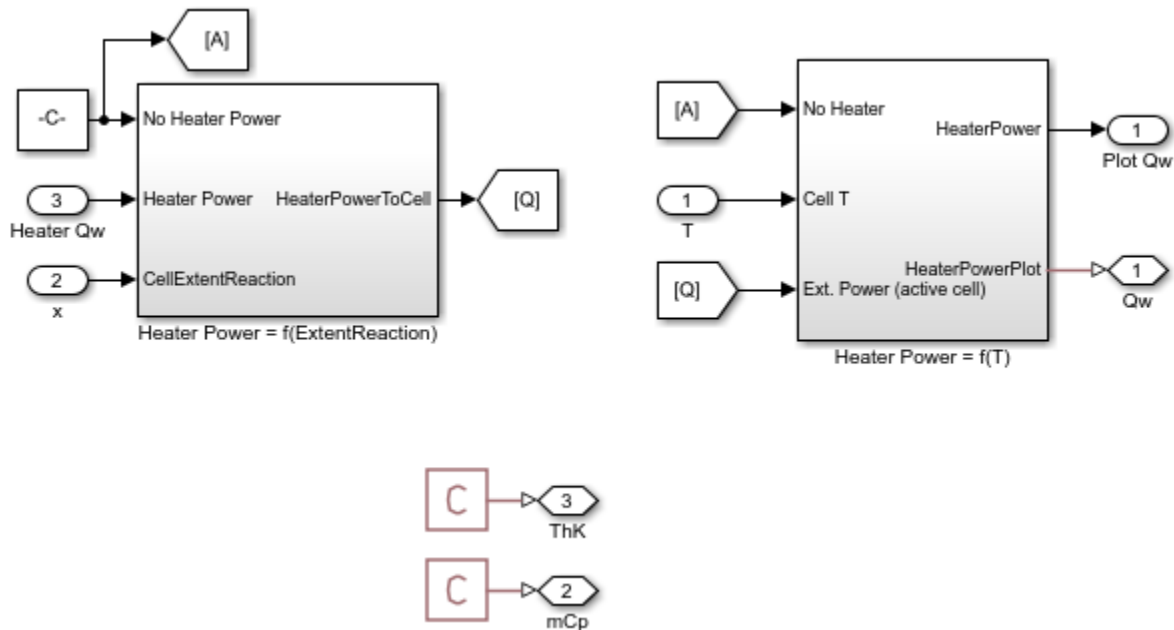 [A]
-C-
No Heater Power
3
Heater Power
HeaterPowerToCell
[Q]
Heater Qw
2
CellExtentReaction
x
Heater Power = f(ExtentReaction)
[A]
No Heater
HeaterPower
1
Plot Qw
1
Cell T
T
HeaterPowerPlot
1
[Q]
Ext. Power (active cell)
Qw
Heater Power = f(T)
C
3
ThK
C
2
mCp